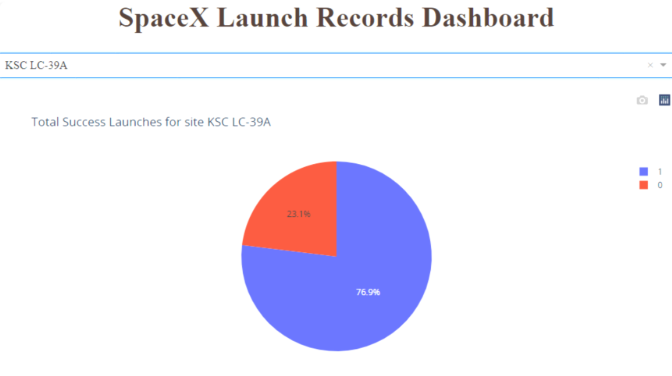 SpaceX Launch Records Dashboard
KSC LC-39A
Total Success Launches for site KSC LC-39A
1
0
23.1%
76.9%